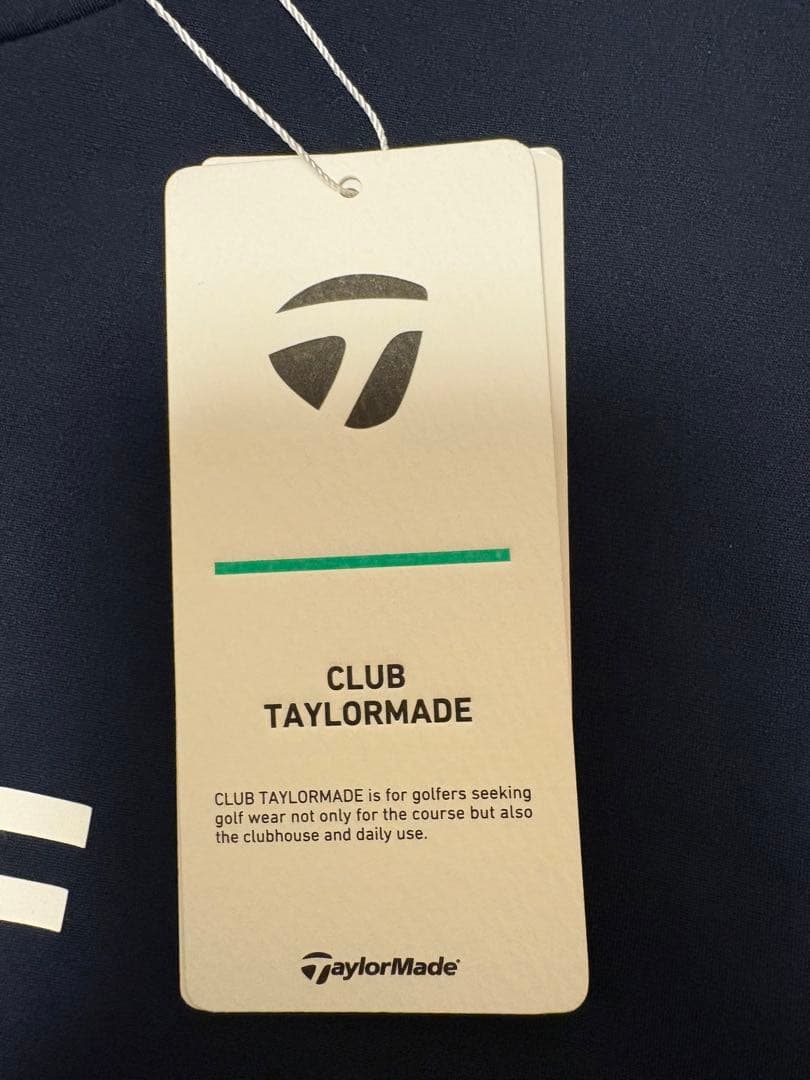 CLUB
TAYLORMADE
CLUB TAYLORMADE is for golfers seeking
golf wear not only for the course but also
the clubhouse and daily use.
TaylorMade